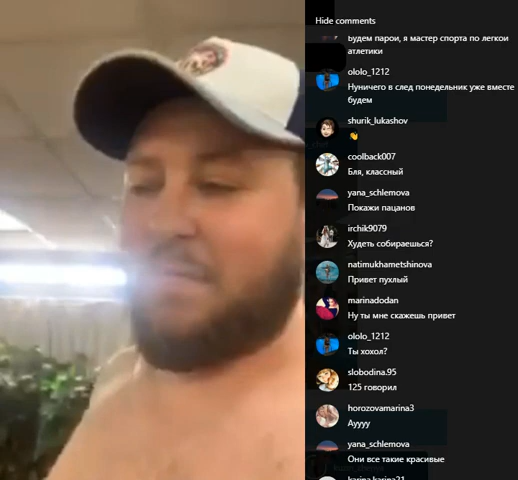 Hide comments
Будем парой, я мастер спорта по легкой
атлетики
ololo_1212
Нуничего в след понедельник уже вместе
будем
shurik_lukashov
coolback007
Бля, классный
yana_schlemova
Покажи пацанов
irchik9079
Худеть собираешься?
natimukhametshinova
Привет пухлый
marinadodan
Ну ты мне скажешь привет
ololo_1212
Ты хохол?
slobodina.95
125 говорил
horozovamarina3
Ауууу
yana_schlemova
Они все такие красивые
karina.karina21